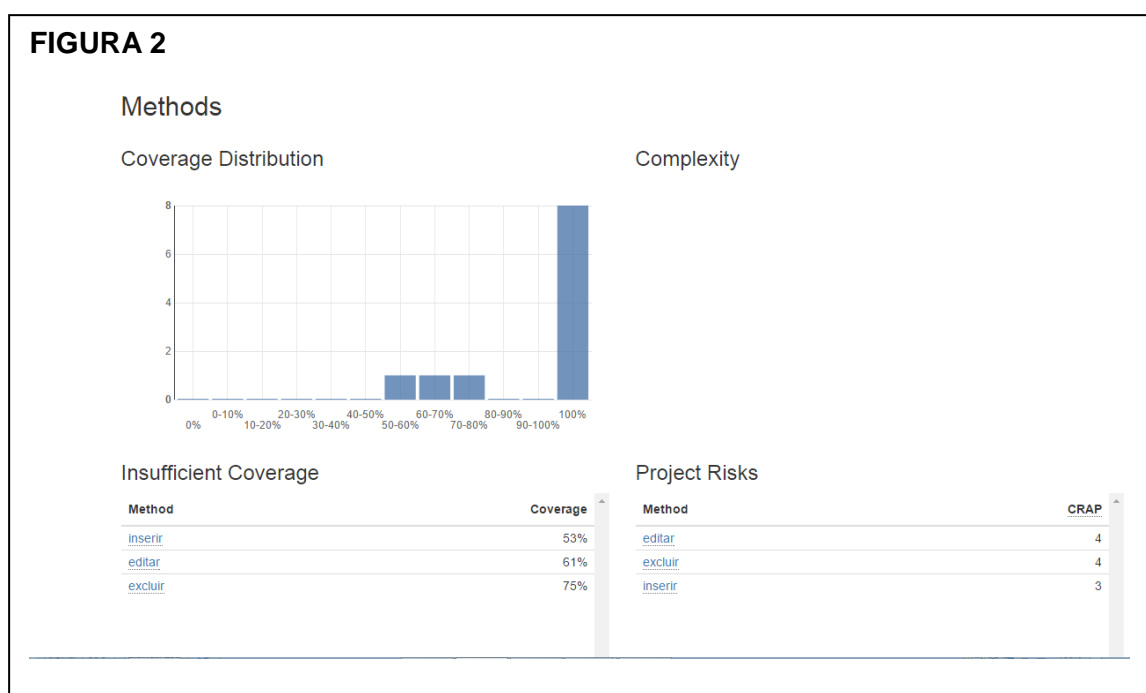 FIGURA 2
Methods
Coverage Distribution
8
6
4
2
0
0% 0-10% 10-20% 20-30% 30-40% 40-50% 50-60% 60-70% 70-80% 80-90% 90-100% 100%
Complexity
Insufficient Coverage
Method Coverage
inserir 53%
editar 61%
excluir 75%
Project Risks
Method CRAP
editar 4
excluir 4
inserir 3